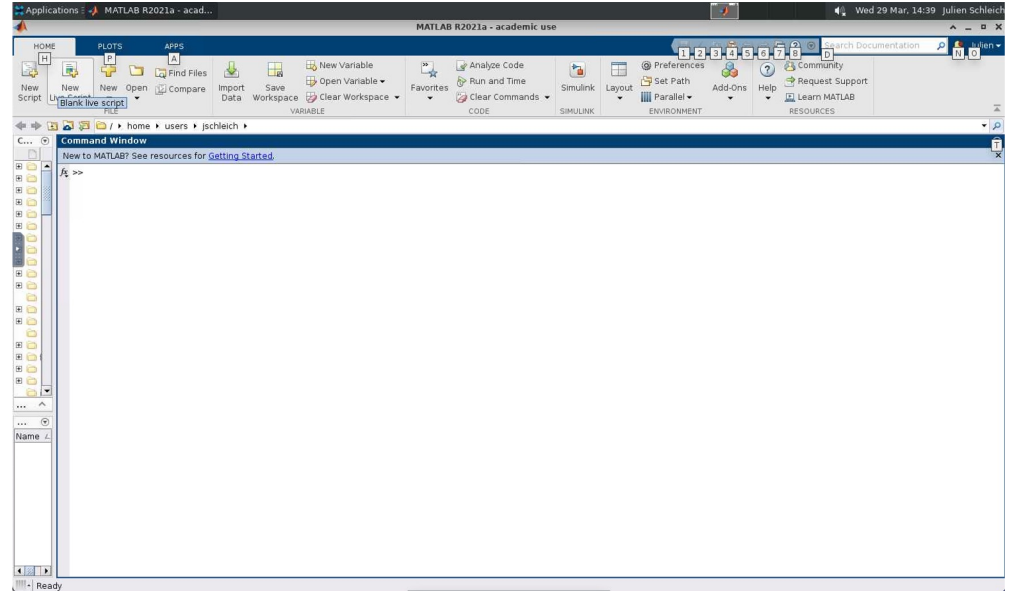 Applications MATLAB R2021a - acad... Wed 29 Mar, 14:39 Julien Schleich
MATLAB R2021a - academic use
HOME PLOTS APPS Search Documentation Julien
H P A 1 2 3 4 5 6 7 8 D N O
New Script
New Live Script
New
Open
Find Files
Compare
Blank live script
FILE
Import Data
Save Workspace
New Variable
Open Variable
Clear Workspace
VARIABLE
Favorites
Analyze Code
Run and Time
Clear Commands
CODE
Simulink
SIMULINK
Layout
Preferences
Set Path
Parallel
Add-Ons
ENVIRONMENT
Help
Community
Request Support
Learn MATLAB
RESOURCES
/ home users jschleich
C... Command Window
T
New to MATLAB? See resources for Getting Started.
fx >>
...
...
Name
Ready